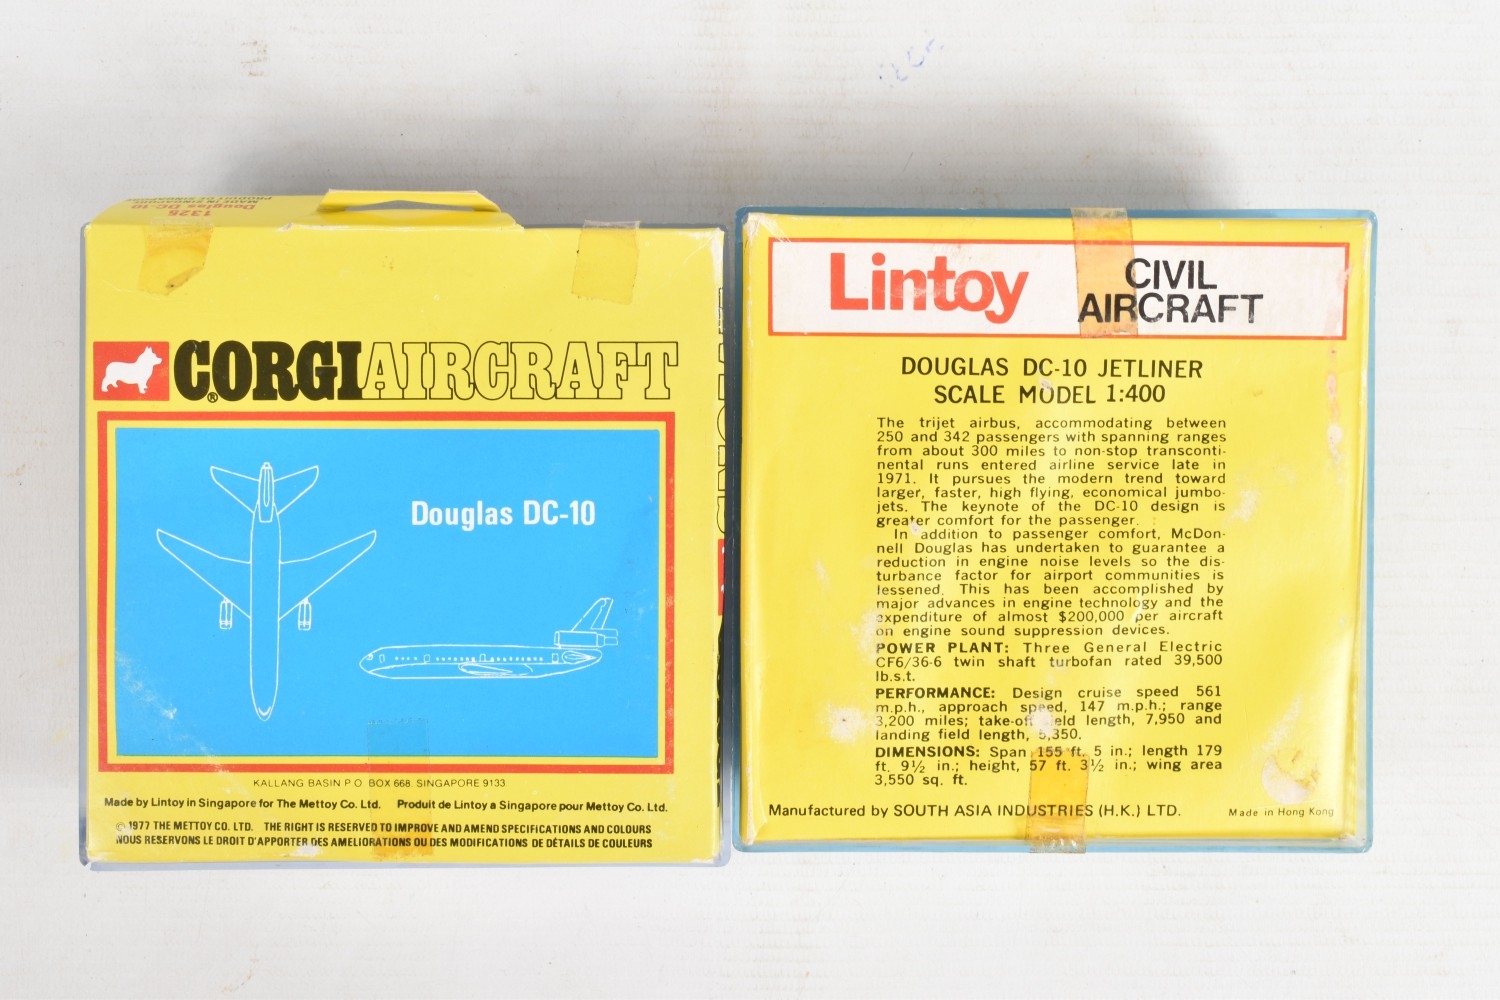 1325
Douglas DC-10
MADE IN SINGAPORE
PRODUIT DE SINGAPOUR
CORGI AIRCRAFT
®
Douglas DC-10
KALLANG BASIN P O BOX 668. SINGAPORE 9133
Made by Lintoy in Singapore for The Mettoy Co. Ltd. Produit de Lintoy a Singapore pour Mettoy Co. Ltd.
© 1977 THE METTOY CO. LTD. THE RIGHT IS RESERVED TO IMPROVE AND AMEND SPECIFICATIONS AND COLOURS
NOUS RESERVONS LE DROIT D'APPORTER DES AMELIORATIONS OU DES MODIFICATIONS DE DÉTAILS DE COULEURS
Lintoy
CIVIL
AIRCRAFT
DOUGLAS DC-10 JETLINER
SCALE MODEL 1:400
The trijet airbus, accommodating between
250 and 342 passengers with spanning ranges
from about 300 miles to non-stop transconti-
nental runs entered airline service late in
1971. It pursues the modern trend toward
larger, faster, high flying, economical jumbo-
jets. The keynote of the DC-10 design is
greater comfort for the passenger.
In addition to passenger comfort, McDon-
nell Douglas has undertaken to guarantee a
reduction in engine noise levels so the dis-
turbance factor for airport communities is
lessened. This has been accomplished by
major advances in engine technology and the
expenditure of almost $200,000 per aircraft
on engine sound suppression devices.
POWER PLANT: Three General Electric
CF6/36-6 twin shaft turbofan rated 39,500
lb.s.t.
PERFORMANCE: Design cruise speed 561
m.p.h., approach speed, 147 m.p.h.; range
3,200 miles; take-off field length, 7,950 and
landing field length, 5,350.
DIMENSIONS: Span 155 ft. 5 in.; length 179
ft. 9½ in.; height, 57 ft. 3½ in.; wing area
3,550 sq. ft.
Manufactured by SOUTH ASIA INDUSTRIES (H.K.) LTD.
Made in Hong Kong